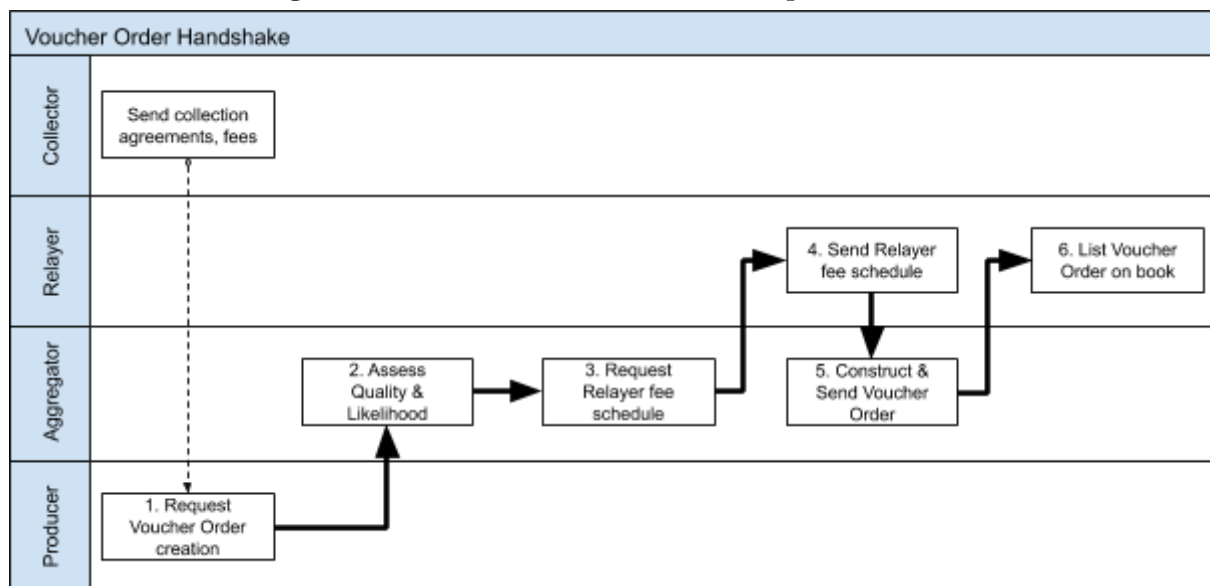 Voucher Order Handshake
Collector
Send collection
agreements, fees
Relayer
4. Send Relayer
fee schedule
6. List Voucher
Order on book
Aggregator
2. Assess
Quality &
Likelihood
3. Request
Relayer fee
schedule
5. Construct &
Send Voucher
Order
Producer
1. Request
Voucher Order
creation